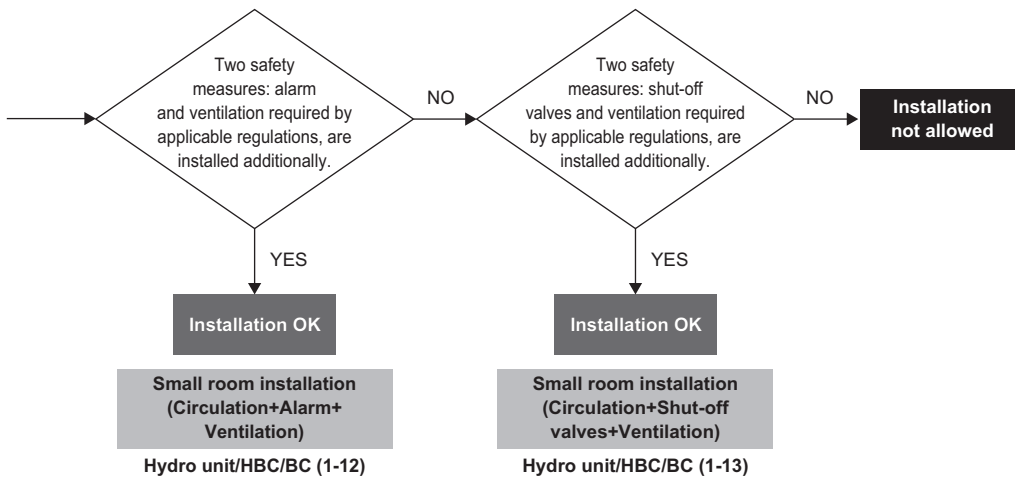 Two safety
measures: alarm
and ventilation required by
applicable regulations, are
installed additionally.
NO
Two safety
measures: shut-off
valves and ventilation required
by applicable regulations, are
installed additionally.
NO
Installation
not allowed
YES
YES
Installation OK
Installation OK
Small room installation
(Circulation+Alarm+
Ventilation)
Small room installation
(Circulation+Shut-off
valves+Ventilation)
Hydro unit/HBC/BC (1-12)
Hydro unit/HBC/BC (1-13)